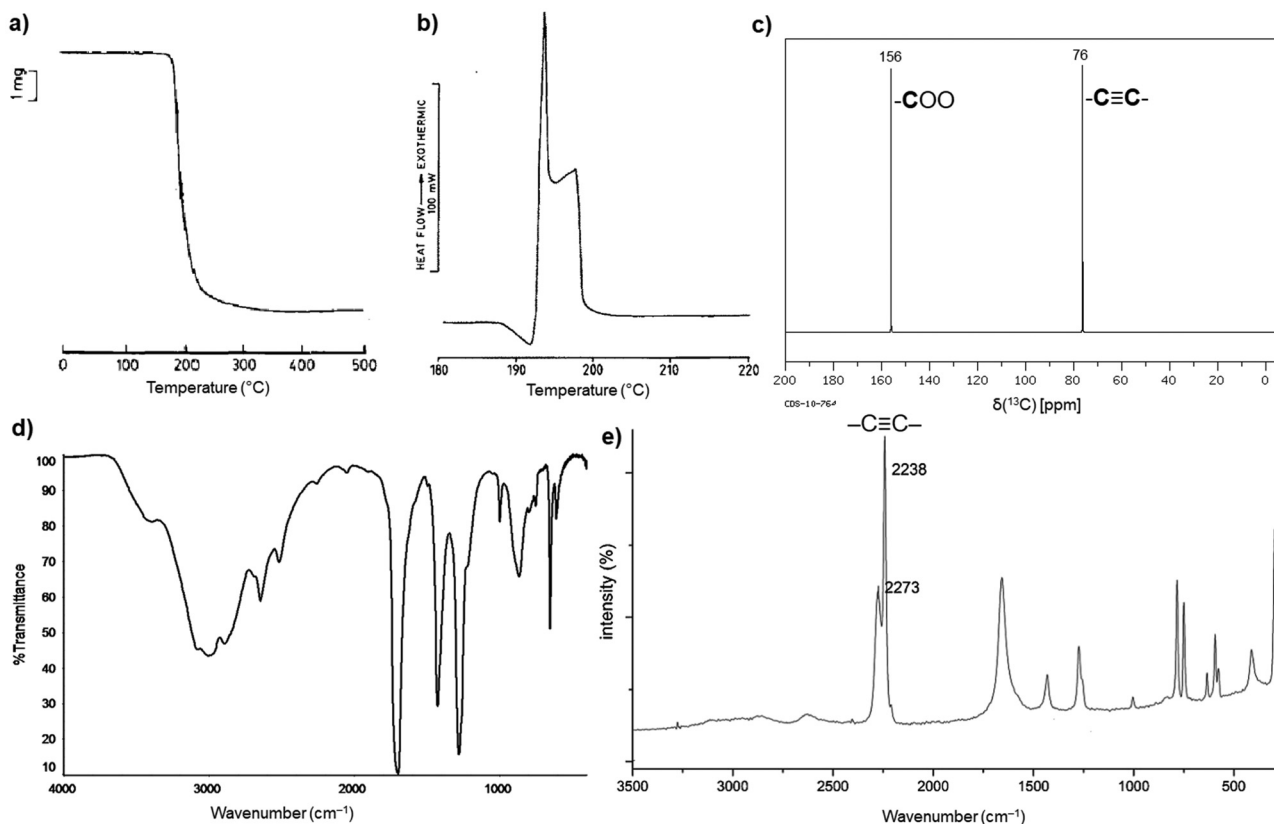 a)
1 mg
0 100 200 300 400 500
Temperature (°C)
b)
HEAT FLOW → EXOTHERMIC
100 mW
180 190 200 210 220
Temperature (°C)
c)
156 76
-COO -C≡C-
200 180 160 140 120 100 80 60 40 20 0
δ(¹³C) [ppm]
d)
100
90
80
70
60
50
40
30
20
10
%Transmittance
4000 3000 2000 1000
Wavenumber (cm⁻¹)
e)
–C≡C–
2238
2273
intensity (%)
3500 3000 2500 2000 1500 1000 500
Wavenumber (cm⁻¹)